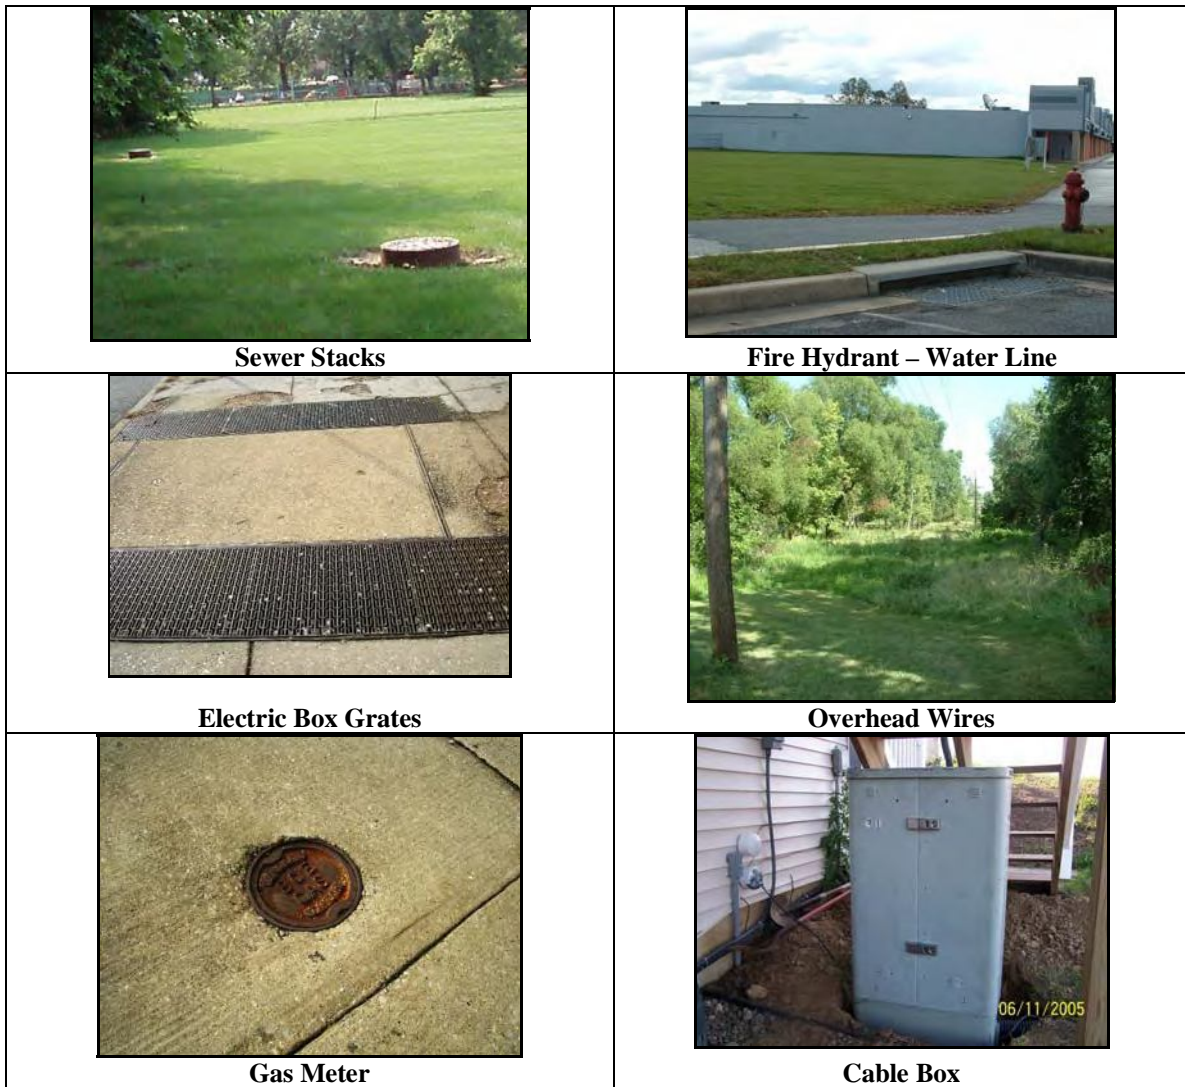 Sewer Stacks
Fire Hydrant – Water Line
Electric Box Grates
Overhead Wires
06/11/2005
Gas Meter
Cable Box